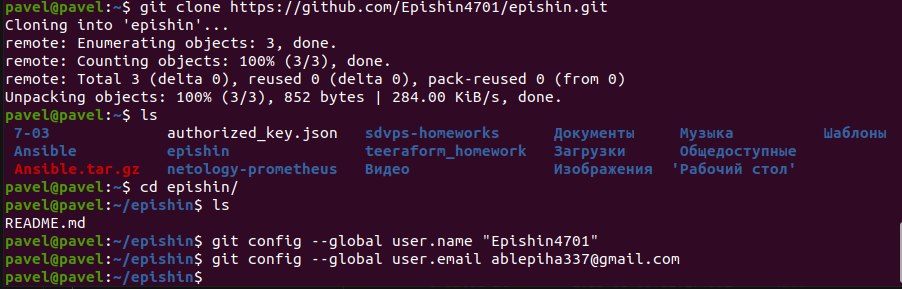 pavel@pavel:~$ git clone https://github.com/Epishin4701/epishin.git
Cloning into 'epishin'...
remote: Enumerating objects: 3, done.
remote: Counting objects: 100% (3/3), done.
remote: Total 3 (delta 0), reused 0 (delta 0), pack-reused 0 (from 0)
Unpacking objects: 100% (3/3), 852 bytes | 284.00 KiB/s, done.
pavel@pavel:~$ ls
7-03 authorized_key.json sdvps-homeworks Документы Музыка Шаблоны
Ansible epishin teeraform_homework Загрузки Общедоступные
Ansible.tar.gz netology-prometheus Видео Изображения 'Рабочий стол'
pavel@pavel:~$ cd epishin/
pavel@pavel:~/epishin$ ls
README.md
pavel@pavel:~/epishin$ git config --global user.name "Epishin4701"
pavel@pavel:~/epishin$ git config --global user.email ablepiha337@gmail.com
pavel@pavel:~/epishin$